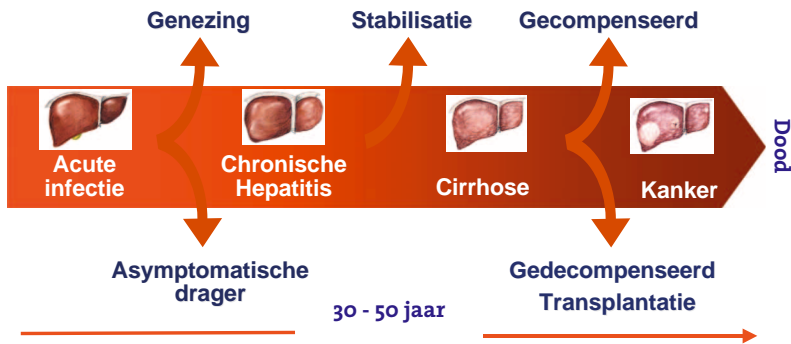 Genezing
Stabilisatie
Gecompenseerd
Acute
infectie
Chronische
Hepatitis
Cirrhose
Kanker
Dood
Asymptomatische
drager
Gedecompenseerd
Transplantatie
30 - 50 jaar